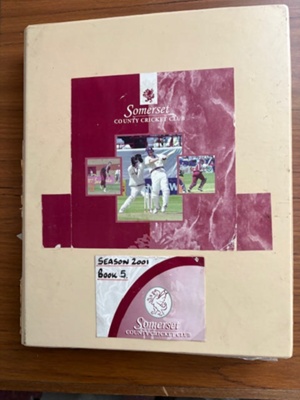 Somerset
COUNTY CRICKET CLUB
SEASON 2001
BOOK 5
Somerset
COUNTY CRICKET CLUB